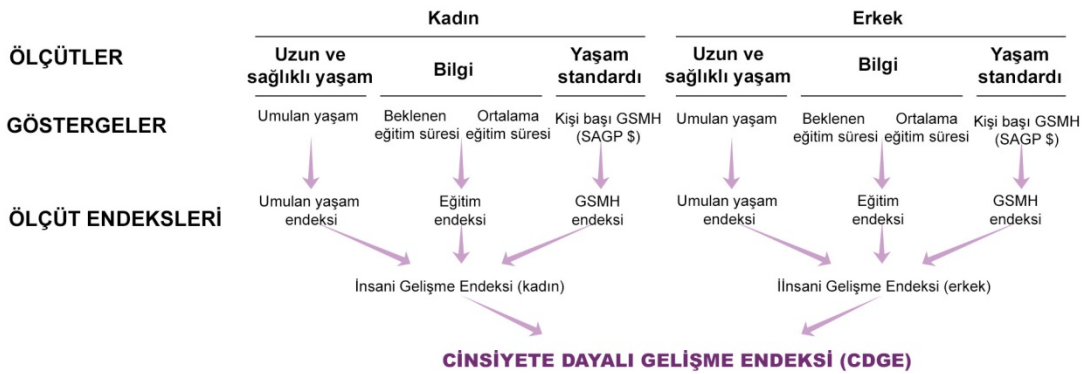 Kadın Erkek
ÖLÇÜTLER
Uzun ve sağlıklı yaşam Bilgi Yaşam standardı Uzun ve sağlıklı yaşam Bilgi Yaşam standardı
GÖSTERGELER
Umulan yaşam Beklenen eğitim süresi Ortalama eğitim süresi Kişi başı GSMH (SAGP $) Umulan yaşam Beklenen eğitim süresi Ortalama eğitim süresi Kişi başı GSMH (SAGP $)
ÖLÇÜT ENDEKSLERİ
Umulan yaşam endeksi Eğitim endeksi GSMH endeksi Umulan yaşam endeksi Eğitim endeksi GSMH endeksi
İnsani Gelişme Endeksi (kadın) İİnsani Gelişme Endeksi (erkek)
CİNSİYETE DAYALI GELİŞME ENDEKSİ (CDGE)